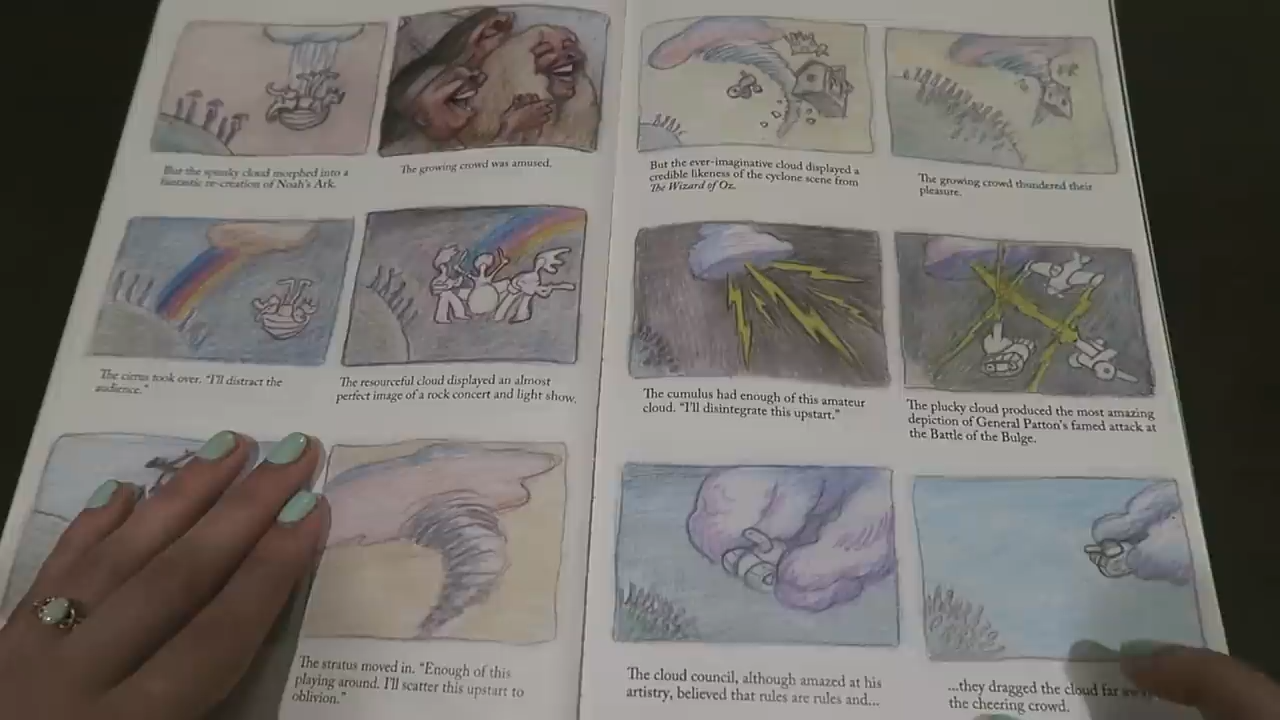 But the spunky cloud morphed into a
fantastic re-creation of Noah's Ark.
The growing crowd was amused.
The cirrus took over. "I'll distract the
audience."
The resourceful cloud displayed an almost
perfect image of a rock concert and light show.
The stratus moved in. "Enough of this
playing around. I'll scatter this upstart to
oblivion."
But the ever-imaginative cloud displayed a
credible likeness of the cyclone scene from
The Wizard of Oz.
The growing crowd thundered their
pleasure.
The cumulus had enough of this amateur
cloud. "I'll disintegrate this upstart."
The plucky cloud produced the most amazing
depiction of General Patton's famed attack at
the Battle of the Bulge.
The cloud council, although amazed at his
artistry, believed that rules are rules and...
...they dragged the cloud far
the cheering crowd.